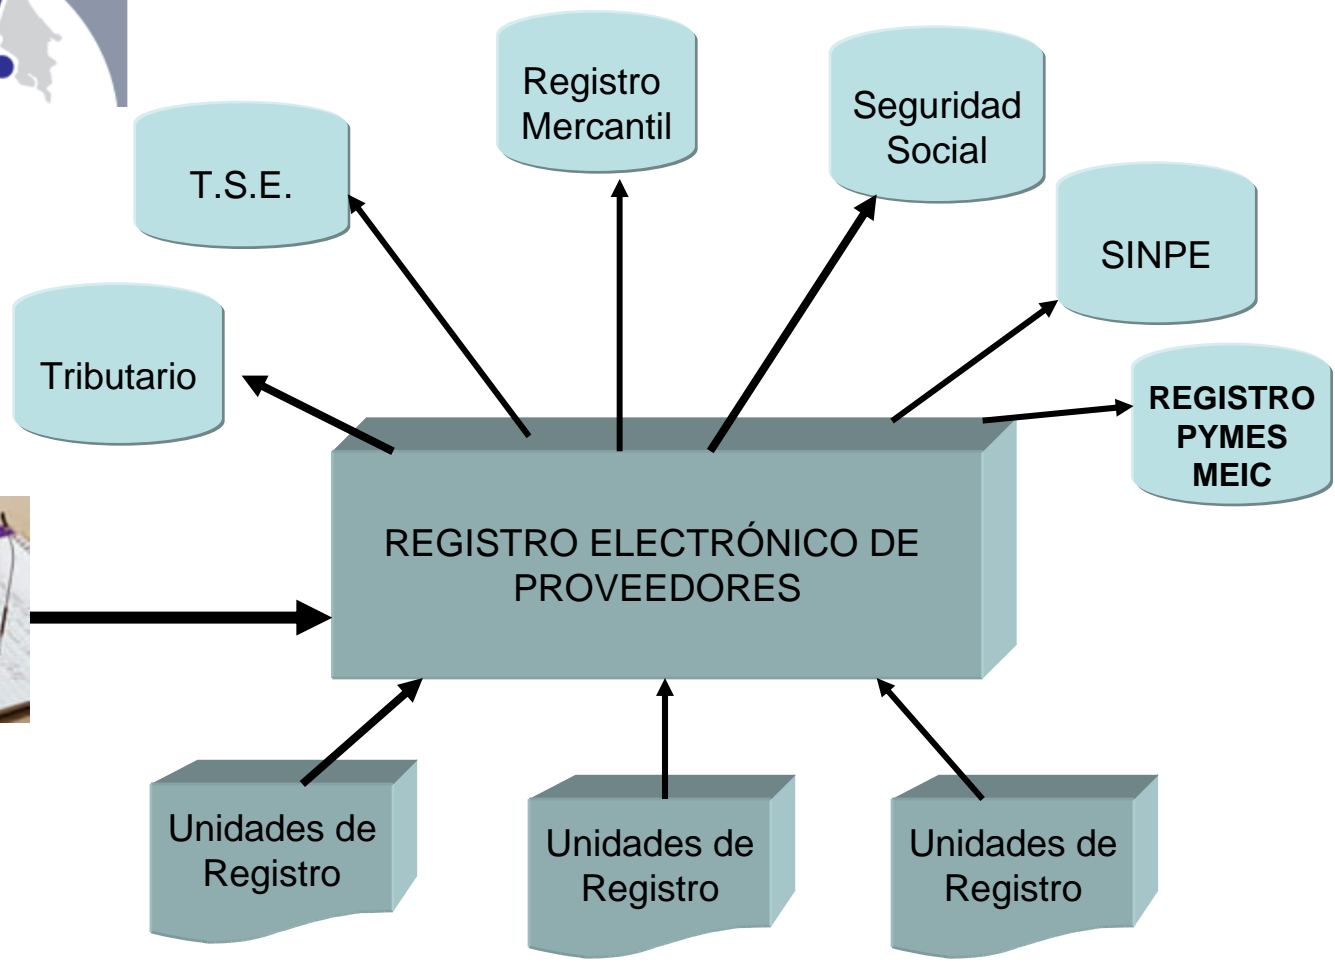 Registro
Mercantil
Seguridad
Social
T.S.E.
SINPE
Tributario
REGISTRO
PYMES
MEIC
REGISTRO ELECTRÓNICO DE
PROVEEDORES
Unidades de
Registro
Unidades de
Registro
Unidades de
Registro